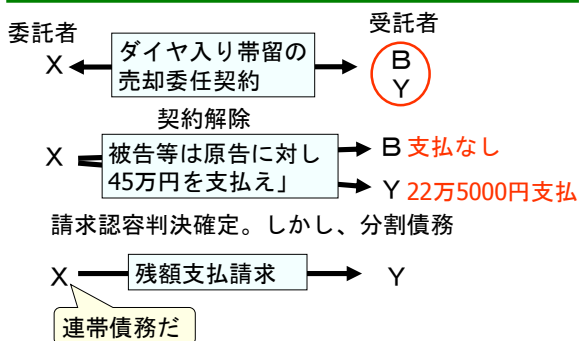 委託者
受託者
X
ダイヤ入り帯留の
売却委任契約
B
Y
契約解除
X
被告等は原告に対し
45万円を支払え」
B 支払なし
Y 22万5000円支払
請求認容判決確定。しかし、分割債務
X
残額支払請求
Y
連帯債務だ